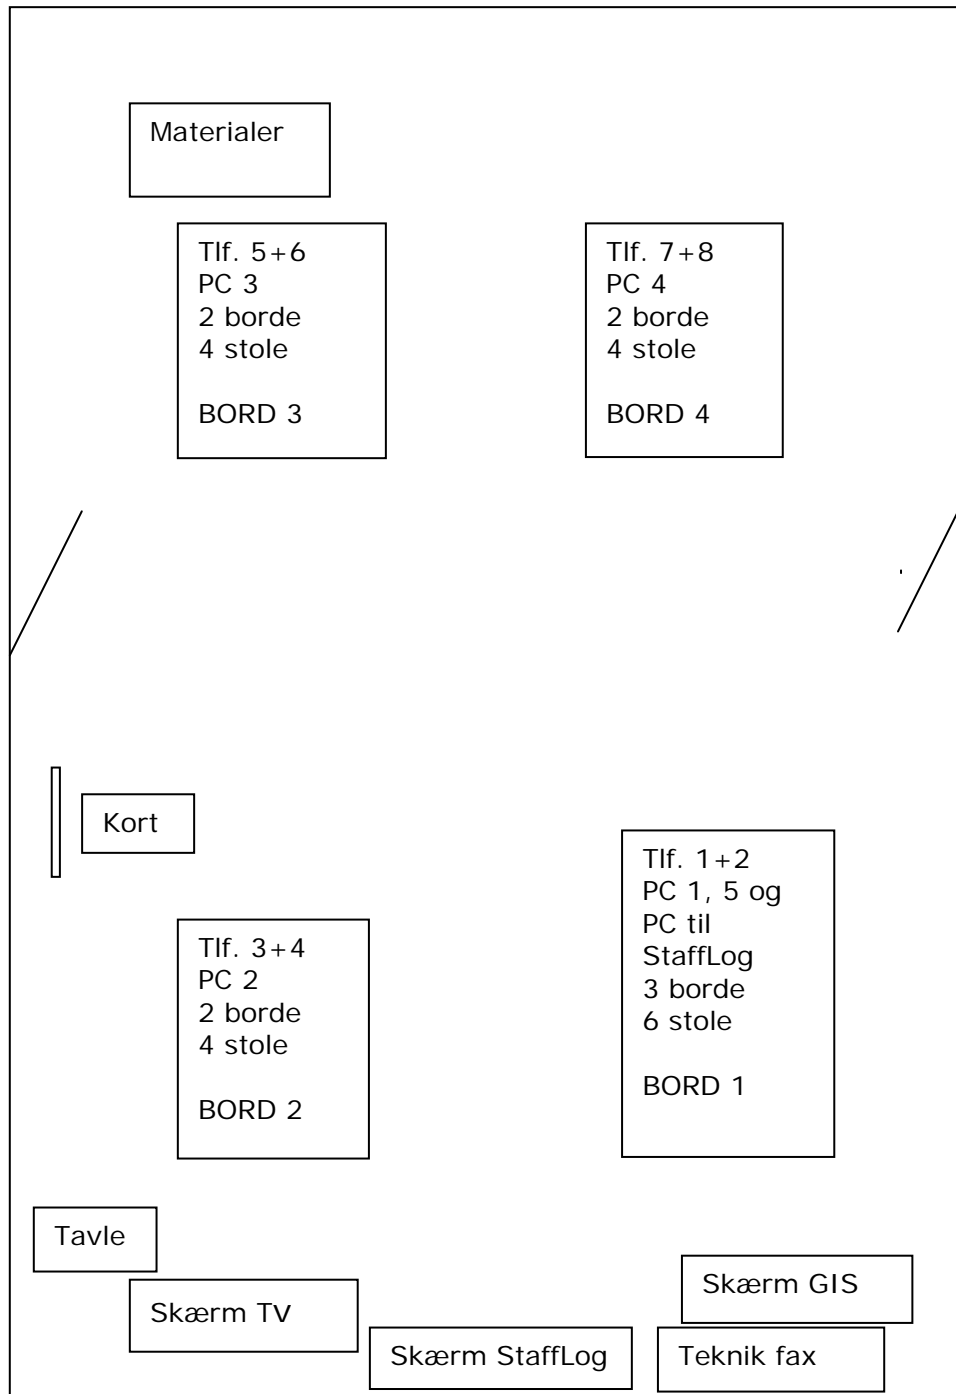 Materialer
Tlf. 5+6
PC 3
2 borde
4 stole
BORD 3
Tlf. 7+8
PC 4
2 borde
4 stole
BORD 4
Kort
Tlf. 3+4
PC 2
2 borde
4 stole
BORD 2
Tlf. 1+2
PC 1, 5 og
PC til
StaffLog
3 borde
6 stole
BORD 1
Tavle
Skærm TV
Skærm StaffLog
Skærm GIS
Teknik fax